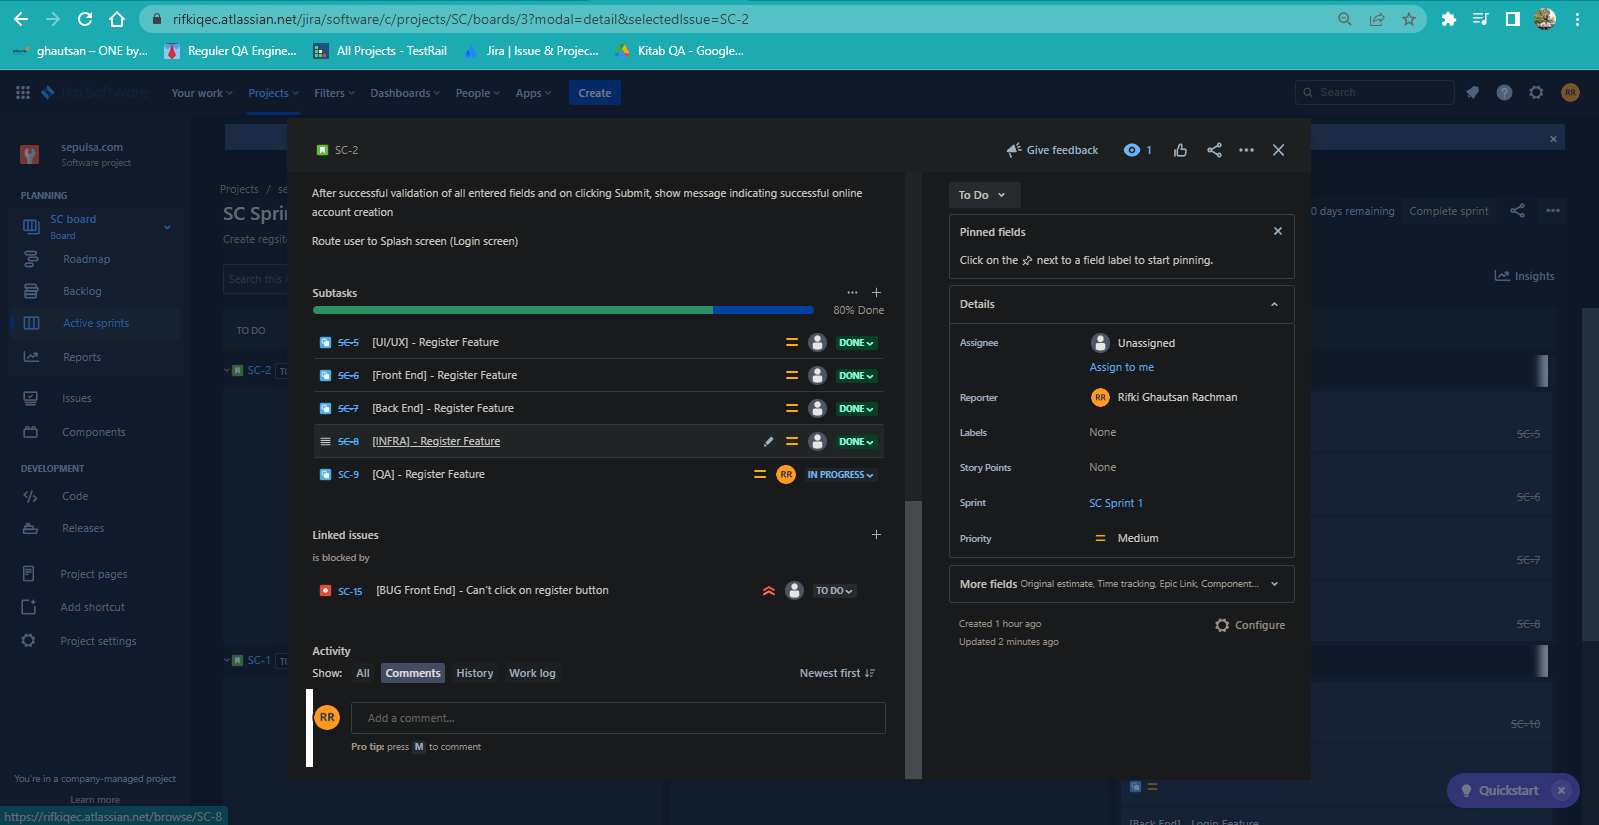 rifkiqec.atlassian.net/jira/software/c/projects/SC/boards/3?modal=detail&selectedIssue=SC-2
ghautsan – ONE by...
Reguler QA Engine...
All Projects - TestRail
Jira | Issue & Projec...
Kitab QA - Google...
Jira Software
Your work
Projects
Filters
Dashboards
People
Apps
Create
Search
RR
sepulsa.com
Software project
PLANNING
SC board
Board
Roadmap
Backlog
Active sprints
Reports
Issues
Components
DEVELOPMENT
Code
Releases
Project pages
Add shortcut
Project settings
You're in a company-managed project
Learn more
https://rifkiqec.atlassian.net/browse/SC-8
Projects / se
SC Spri
Create regsit
Search this
TO DO
SC-2 TO
SC-1 TO
SC-2
Give feedback
1
After successful validation of all entered fields and on clicking Submit, show message indicating successful online
account creation
Route user to Splash screen (Login screen)
Subtasks
80% Done
SC-5 [UI/UX] - Register Feature DONE
SC-6 [Front End] - Register Feature DONE
SC-7 [Back End] - Register Feature DONE
SC-8 [INFRA] - Register Feature DONE
SC-9 [QA] - Register Feature RR IN PROGRESS
Linked issues
is blocked by
SC-15 [BUG Front End] - Can't click on register button TO DO
Activity
Show: All Comments History Work log Newest first
RR Add a comment...
Pro tip: press M to comment
To Do
Pinned fields
Click on the next to a field label to start pinning.
Details
Assignee Unassigned
Assign to me
Reporter RR Rifki Ghautsan Rachman
Labels None
Story Points None
Sprint SC Sprint 1
Priority Medium
More fields Original estimate, Time tracking, Epic Link, Component...
Created 1 hour ago
Updated 2 minutes ago
Configure
0 days remaining
Complete sprint
Insights
SC-5
SC-6
SC-7
SC-8
SC-10
Quickstart
[Back End] - Login Feature